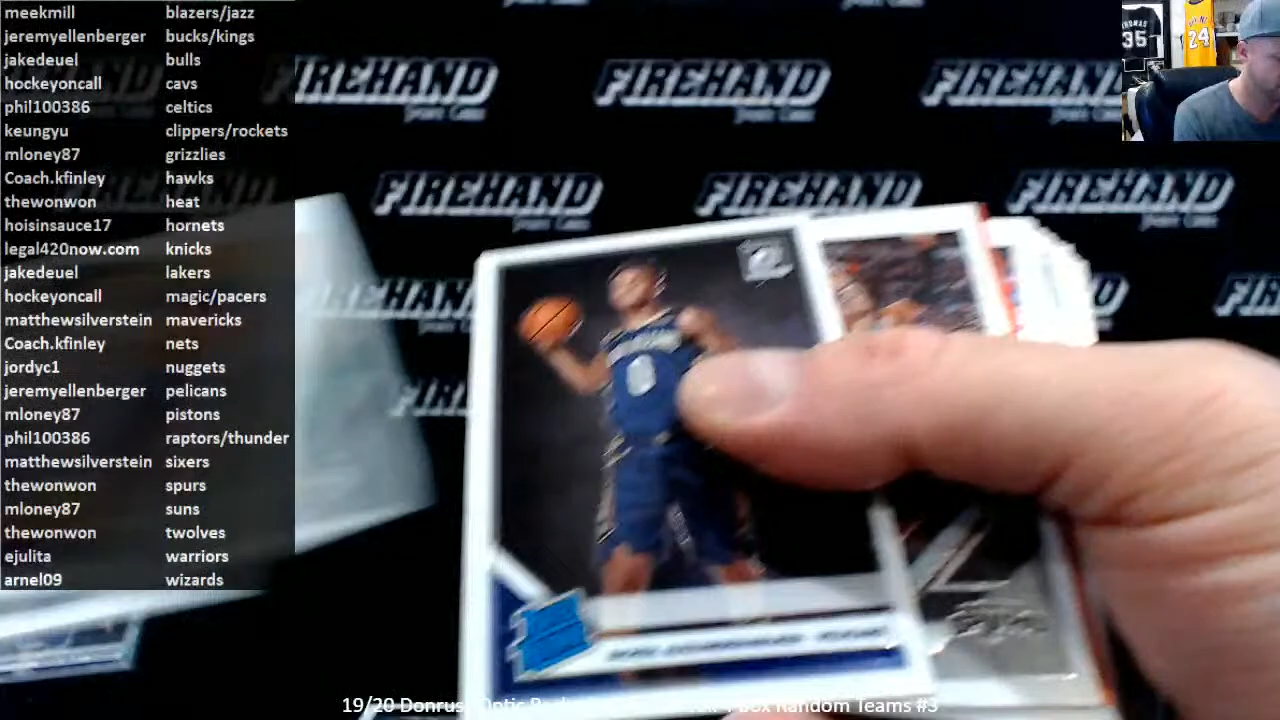 meekmill blazers/jazz
jeremyellenberger bucks/kings
jakedeuel bulls
hockeyoncall cavs
phil100386 celtics
keungyu clippers/rockets
mloney87 grizzlies
Coach.kfinley hawks
thewonwon heat
hoisinsauce17 hornets
legal420now.com knicks
jakedeuel lakers
hockeyoncall magic/pacers
matthewsilverstein mavericks
Coach.kfinley nets
jordyc1 nuggets
jeremyellenberger pelicans
mloney87 pistons
phil100386 raptors/thunder
matthewsilverstein sixers
thewonwon spurs
mloney87 suns
thewonwon twolves
ejulita warriors
arnel09 wizards
35
24
FIREHAND FIREHAND FIREHAND
FIREHAND FIREHAND FIREHAND
0
19/20 Donruss Optic Box Random Teams #3